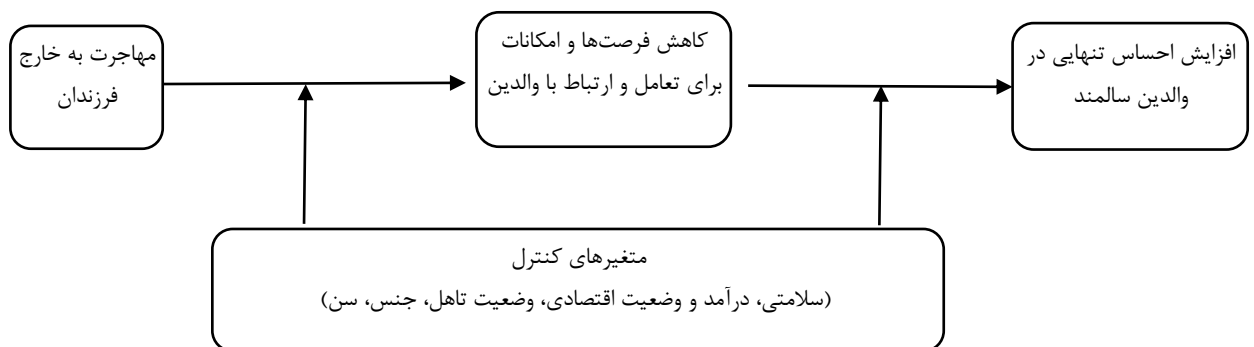 مهاجرت به خارج
فرزندان
کاهش فرصت‌ها و امکانات
برای تعامل و ارتباط با والدین
افزایش احساس تنهایی در
والدین سالمند
متغیرهای کنترل
(سلامتی، درآمد و وضعیت اقتصادی، وضعیت تاهل، جنس، سن)